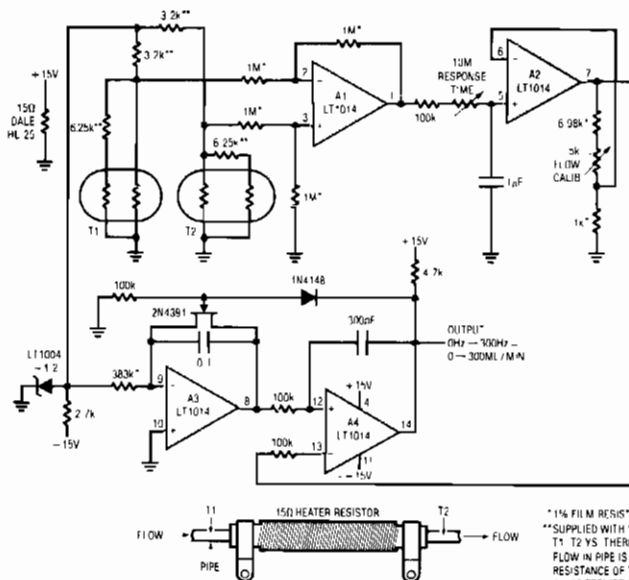 3.2k**
3.2k**
+15V
15Ω
DALE
HL 25
6.25k**
T1
6.25k**
T2
1M*
1M*
2
3
A1
LT1014
1
1M*
1M*
100k
10M
RESPONSE
TIME
1µF
6
5
A2
LT1014
7
6.98k*
5k
FLOW
CALIB
1k*
100k
1N4148
+15V
4.7k
2N4391
300pF
OUTPUT
0Hz → 300Hz =
0 → 300ML/MIN
LT1004
-1.2
383k*
0.1
9
10
A3
LT1014
8
100k
100k
12
13
+15V
4
A4
LT1014
14
11
-15V
2.7k
-15V
T1
15Ω HEATER RESISTOR
T2
FLOW
FLOW
PIPE
*1% FILM RESIST
**SUPPLIED WITH
T1 T2 YS THER
FLOW IN PIPE IS
RESISTANCE OF